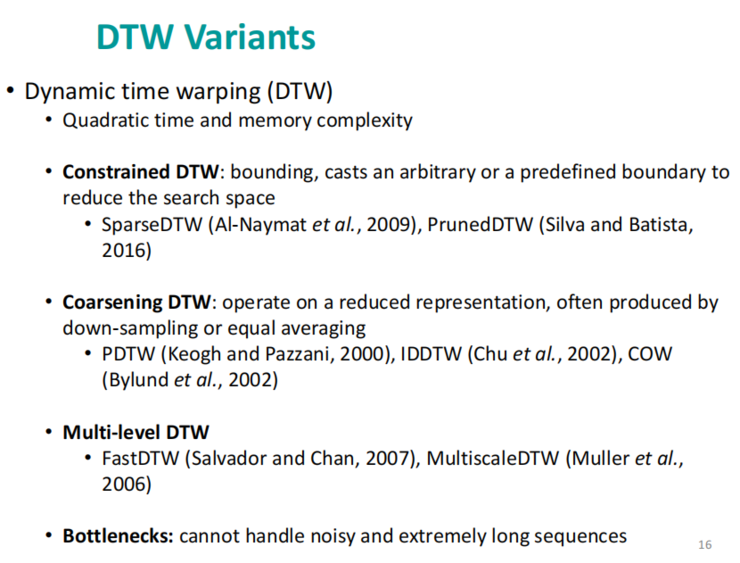 DTW Variants
• Dynamic time warping (DTW)
• Quadratic time and memory complexity
• Constrained DTW: bounding, casts an arbitrary or a predefined boundary to
reduce the search space
• SparseDTW (Al-Naymat et al., 2009), PrunedDTW (Silva and Batista,
2016)
• Coarsening DTW: operate on a reduced representation, often produced by
down-sampling or equal averaging
• PDTW (Keogh and Pazzani, 2000), IDDTW (Chu et al., 2002), COW
(Bylund et al., 2002)
• Multi-level DTW
• FastDTW (Salvador and Chan, 2007), MultiscaleDTW (Muller et al.,
2006)
• Bottlenecks: cannot handle noisy and extremely long sequences
16